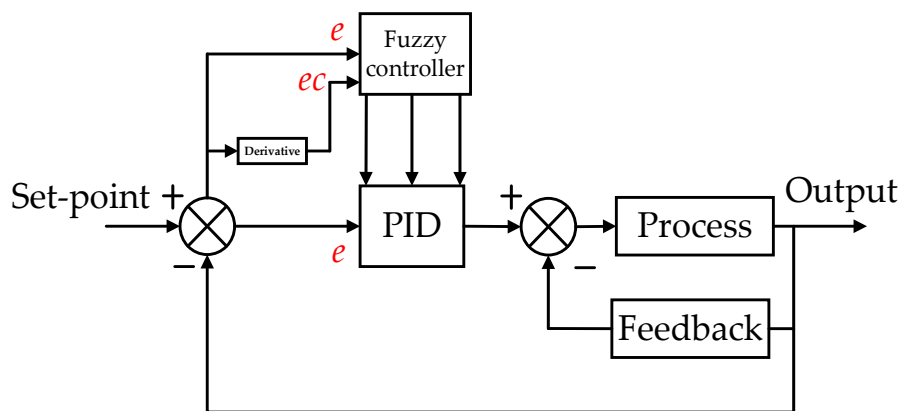 e
Fuzzy
controller
ec
Derivative
Set-point
+
−
e
PID
+
−
Process
Output
Feedback